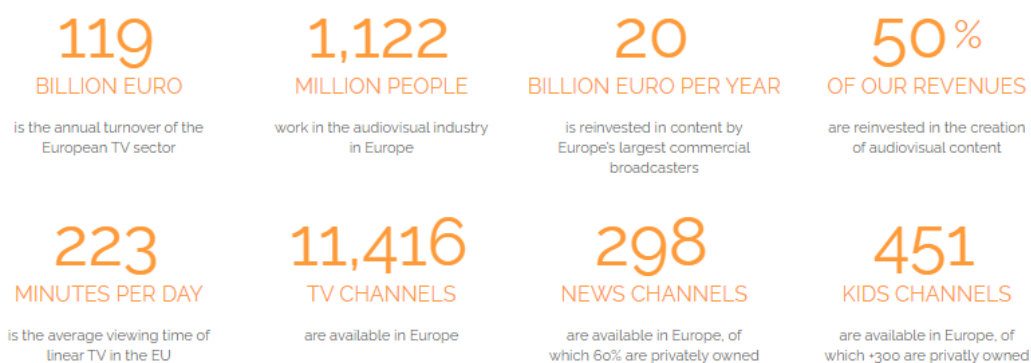 119
BILLION EURO
is the annual turnover of the
European TV sector
1,122
MILLION PEOPLE
work in the audiovisual industry
in Europe
20
BILLION EURO PER YEAR
is reinvested in content by
Europe's largest commercial
broadcasters
50 %
OF OUR REVENUES
are reinvested in the creation
of audiovisual content
223
MINUTES PER DAY
is the average viewing time of
linear TV in the EU
11,416
TV CHANNELS
are available in Europe
298
NEWS CHANNELS
are available in Europe, of
which 60% are privately owned
451
KIDS CHANNELS
are available in Europe, of
which +300 are privatly owned